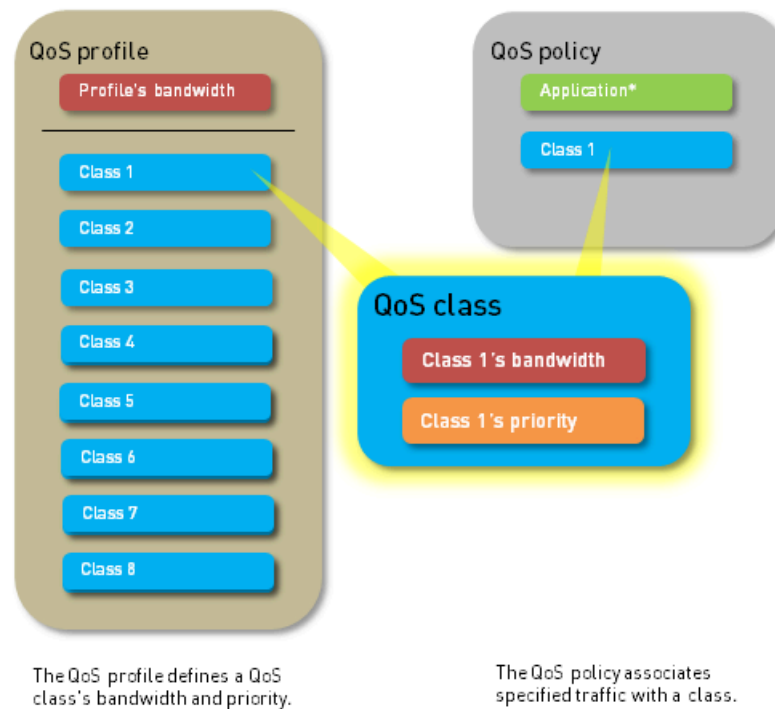 QoS profile
Profile's bandwidth
Class 1
Class 2
Class 3
Class 4
Class 5
Class 6
Class 7
Class 8
QoS policy
Application*
Class 1
QoS class
Class 1's bandwidth
Class 1's priority
The QoS profile defines a QoS
class's bandwidth and priority.
The QoS policy associates
specified traffic with a class.